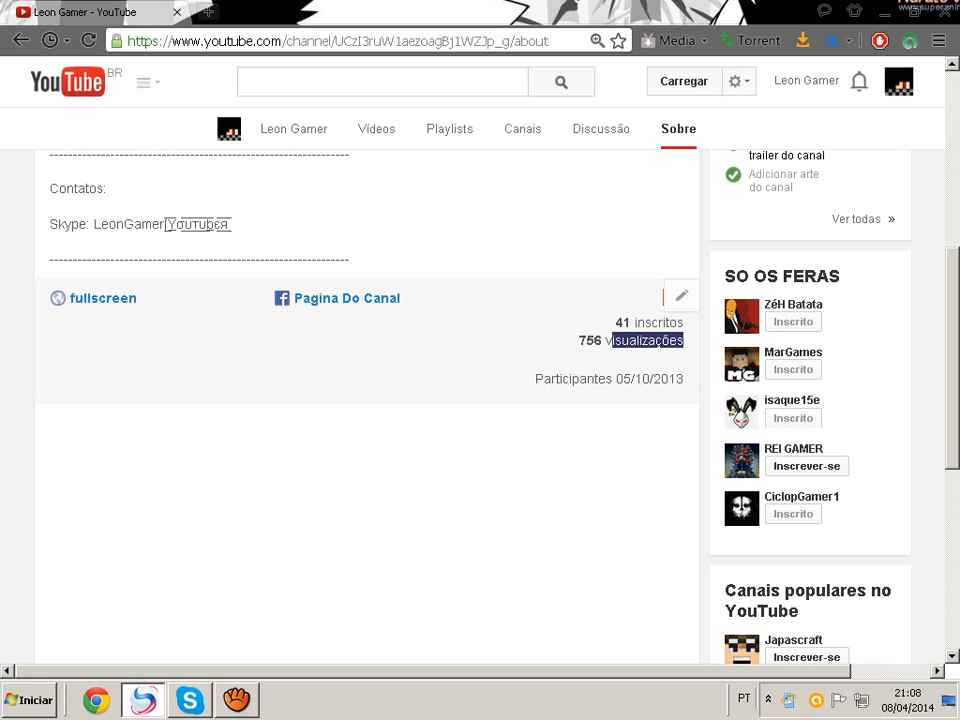 Leon Gamer - YouTube
https://www.youtube.com/channel/UCzI3ruW1aezoagBj1WZJp_g/about
Media
Torrent
YouTube BR
Carregar
Leon Gamer
Leon Gamer
Vídeos
Playlists
Canais
Discussão
Sobre
------------------------------------------------------------------
Contatos:
Skype: LeonGamer
------------------------------------------------------------------
fullscreen
Pagina Do Canal
41 inscritos
756 visualizações
Participantes 05/10/2013
trailer do canal
Adicionar arte
do canal
Ver todas »
SO OS FERAS
ZéH Batata
Inscrito
MarGames
MG
Inscrito
isaque15e
Inscrito
REI GAMER
Inscrever-se
CiclopGamer1
Inscrito
Canais populares no
YouTube
Japascraft
Inscrever-se
Iniciar
PT
21:08
08/04/2014